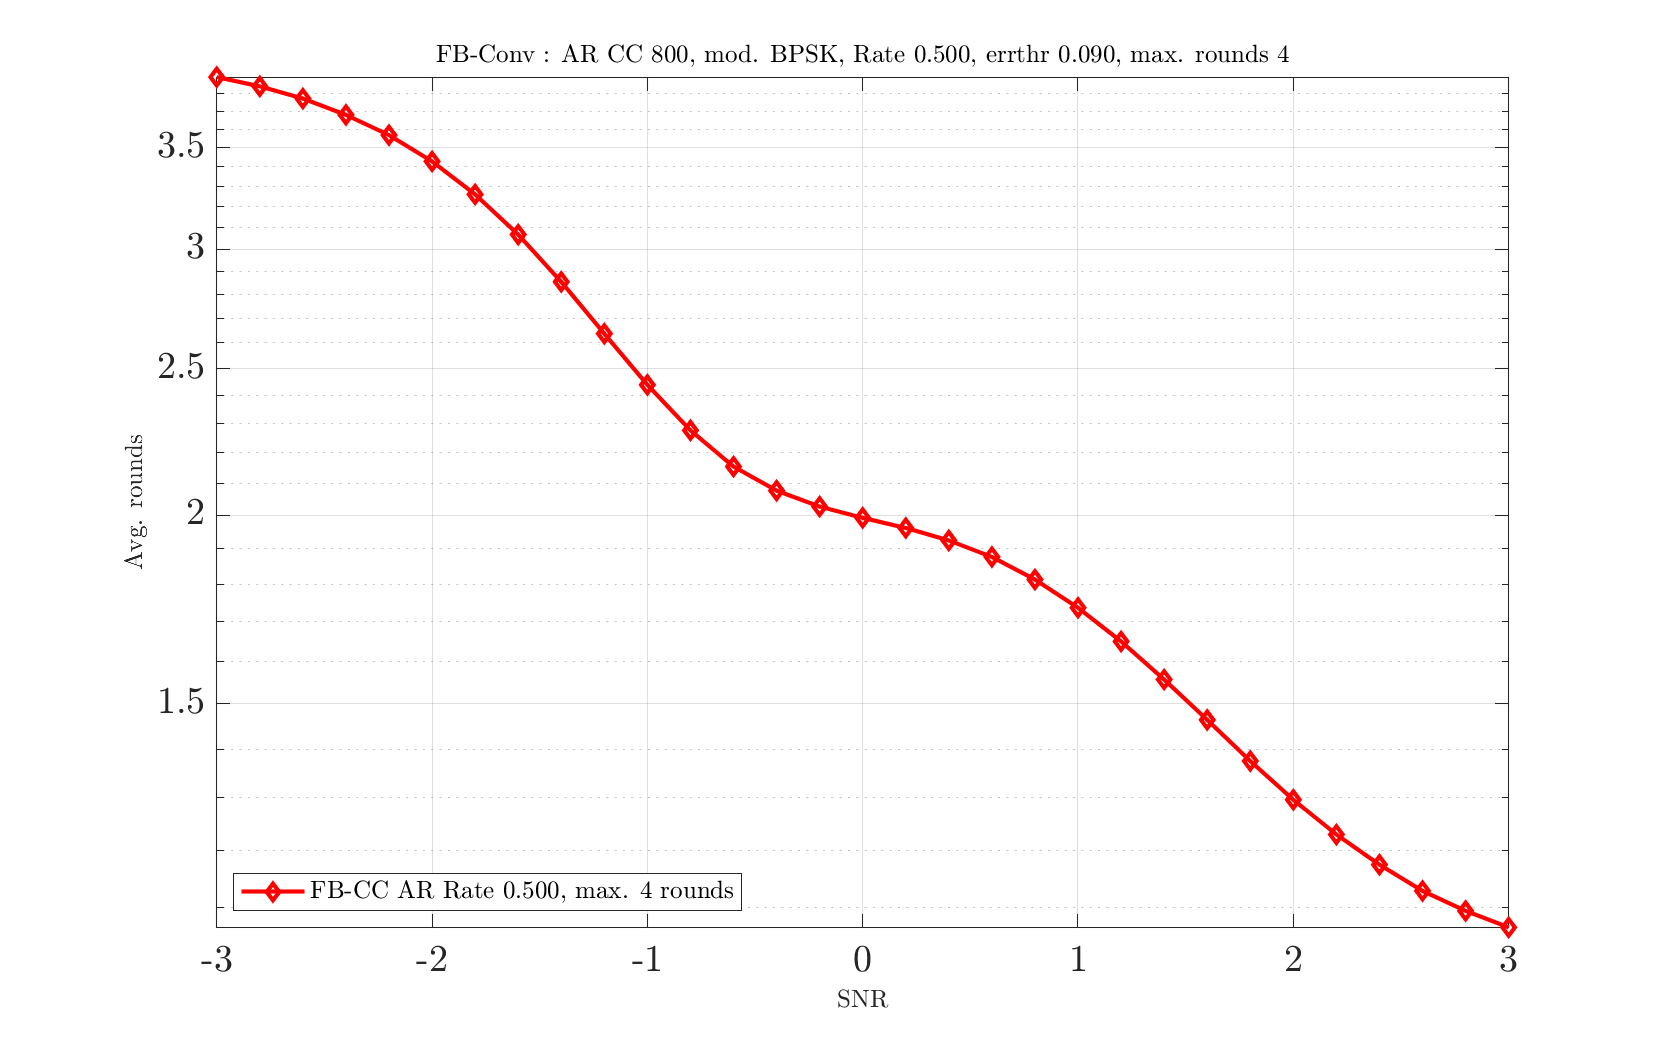 FB-Conv : AR CC 800, mod. BPSK, Rate 0.500, errthr 0.090, max. rounds 4
3.5
3
2.5
2
1.5
Avg. rounds
FB-CC AR Rate 0.500, max. 4 rounds
-3 -2 -1 0 1 2 3
SNR